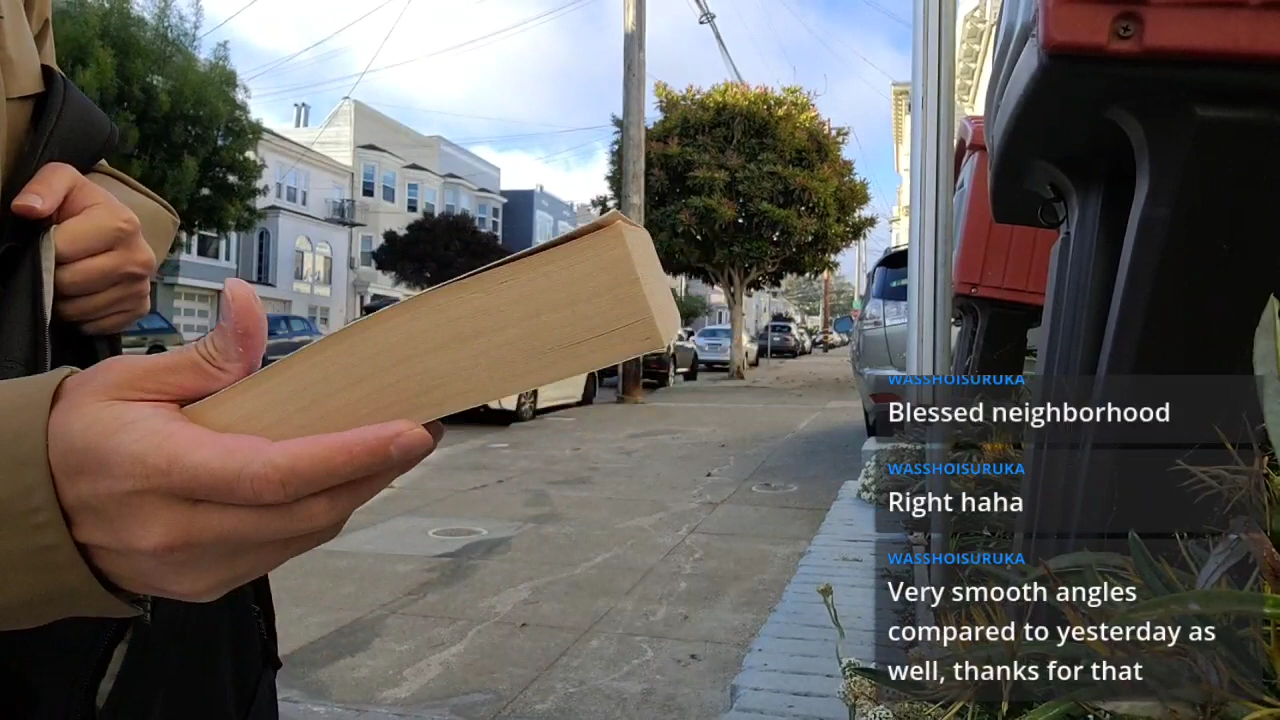 WASSHOISURUKA
Blessed neighborhood
WASSHOISURUKA
Right haha
WASSHOISURUKA
Very smooth angles
compared to yesterday as
well, thanks for that